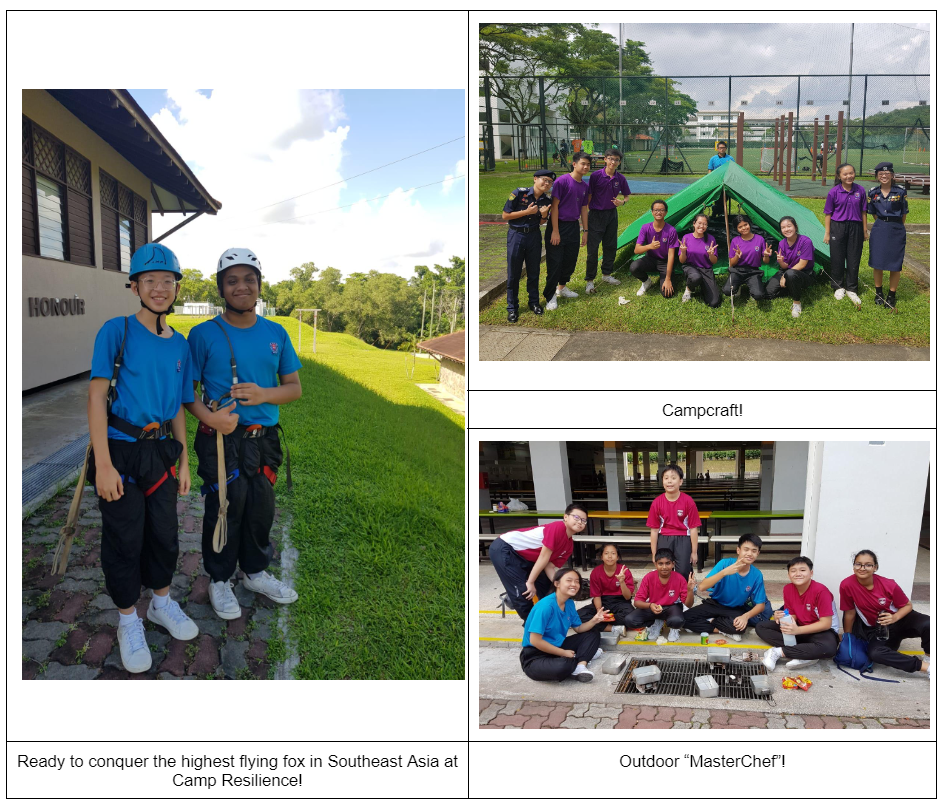 HONOUR
Campcraft!
Ready to conquer the highest flying fox in Southeast Asia at
Camp Resilience!
Outdoor “MasterChef”!